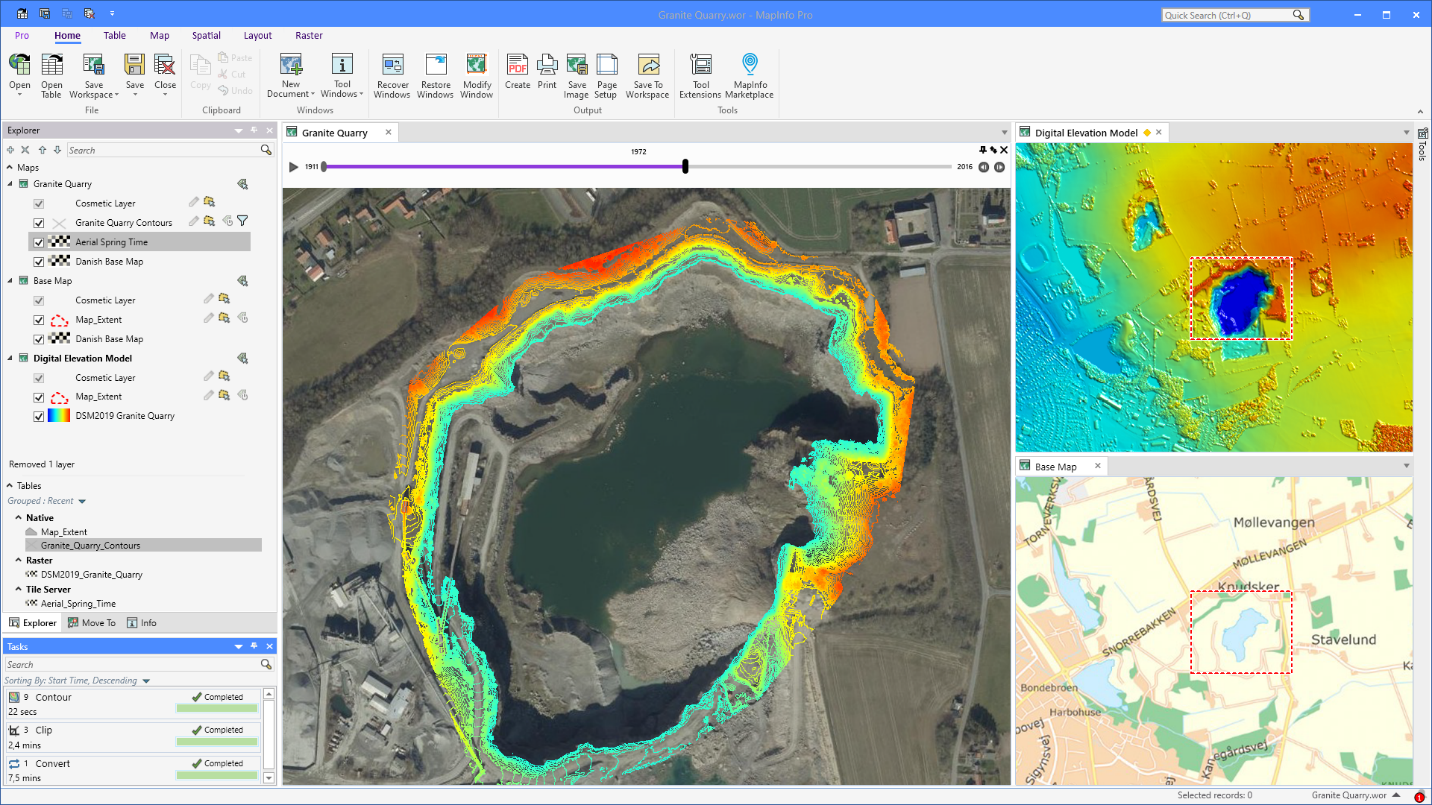 Granite Quarry.wor - MapInfo Pro
Quick Search (Ctrl+Q)
Pro Home Table Map Spatial Layout Raster
Open
Open Table
Save Workspace
Save
Close
File
Copy
Paste
Cut
Undo
Clipboard
New Document
Tool Windows
Windows
Recover Windows
Restore Windows
Modify Window
PDF
Create
Print
Save Image
Page Setup
Save To Workspace
Output
Tool Extensions
MapInfo Marketplace
Tools
Explorer
Search
Maps
Granite Quarry
Cosmetic Layer
Granite Quarry Contours
Aerial Spring Time
Danish Base Map
Base Map
Cosmetic Layer
Map_Extent
Danish Base Map
Digital Elevation Model
Cosmetic Layer
Map_Extent
DSM2019 Granite Quarry
Removed 1 layer
Tables
Grouped : Recent
Native
Map_Extent
Granite_Quarry_Contours
Raster
DSM2019_Granite_Quarry
Tile Server
Aerial_Spring_Time
Explorer Move To Info
Tasks
Search
Sorting By: Start Time, Descending
9 Contour Completed
22 secs
3 Clip Completed
2,4 mins
1 Convert Completed
7,5 mins
Granite Quarry
1972
1911 2016
Digital Elevation Model
Tools
Base Map
TORNEVÆRKSV
GÅRDSVEJ
Møllevangen
MØLLEVANGEN
Knudsker
SNORREBAKKEN
Stavelund
Bondebroen
Harbohuse
Kanegårdsvej
Sigynsvej
Selected records: 0
Granite Quarry.wor
1